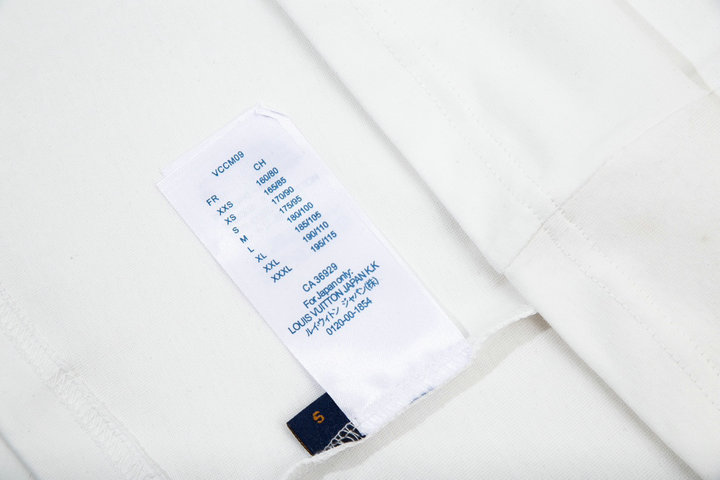 VCCM09
FR CH
XXS 160/80
XS 165/85
S 170/90
M 175/95
L 180/100
XL 185/105
XXL 190/110
XXXL 195/115
CA 36929
For Japan only:
LOUIS VUITTON JAPAN K.K
ルイ・ヴィトン ジャパン(株)
0120-00-1854
S